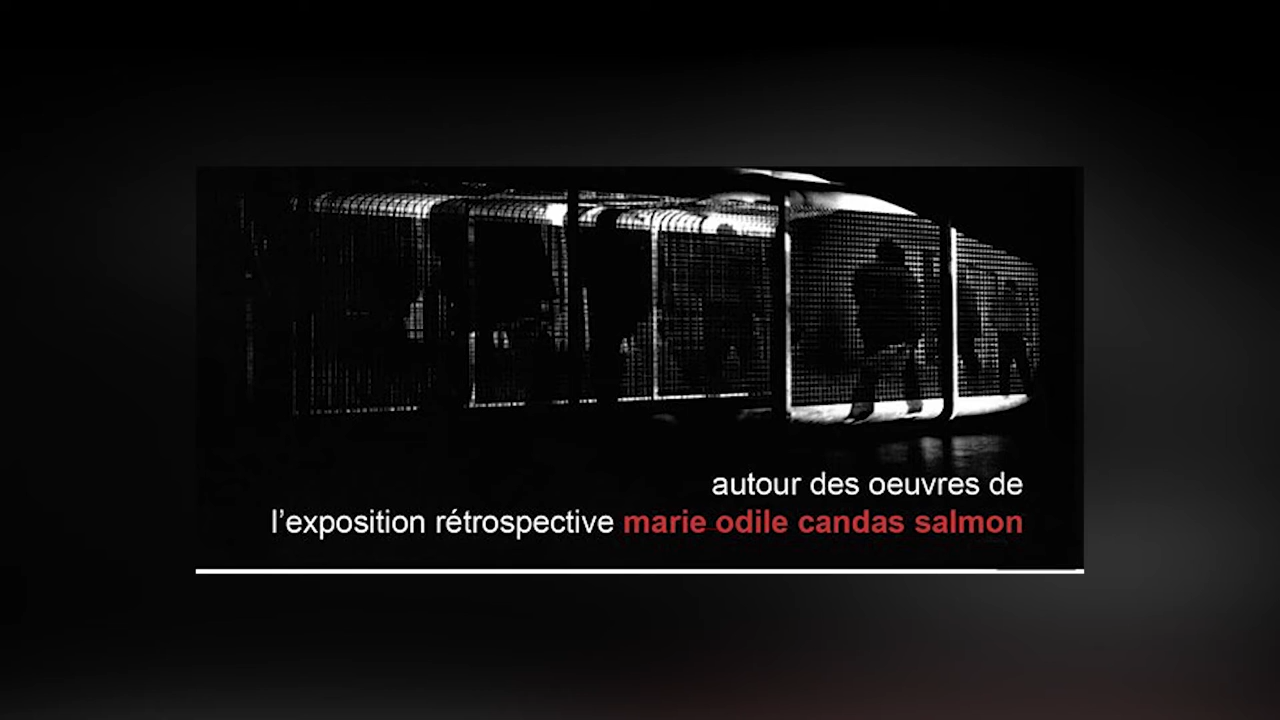 autour des oeuvres de
l'exposition rétrospective marie odile candas salmon